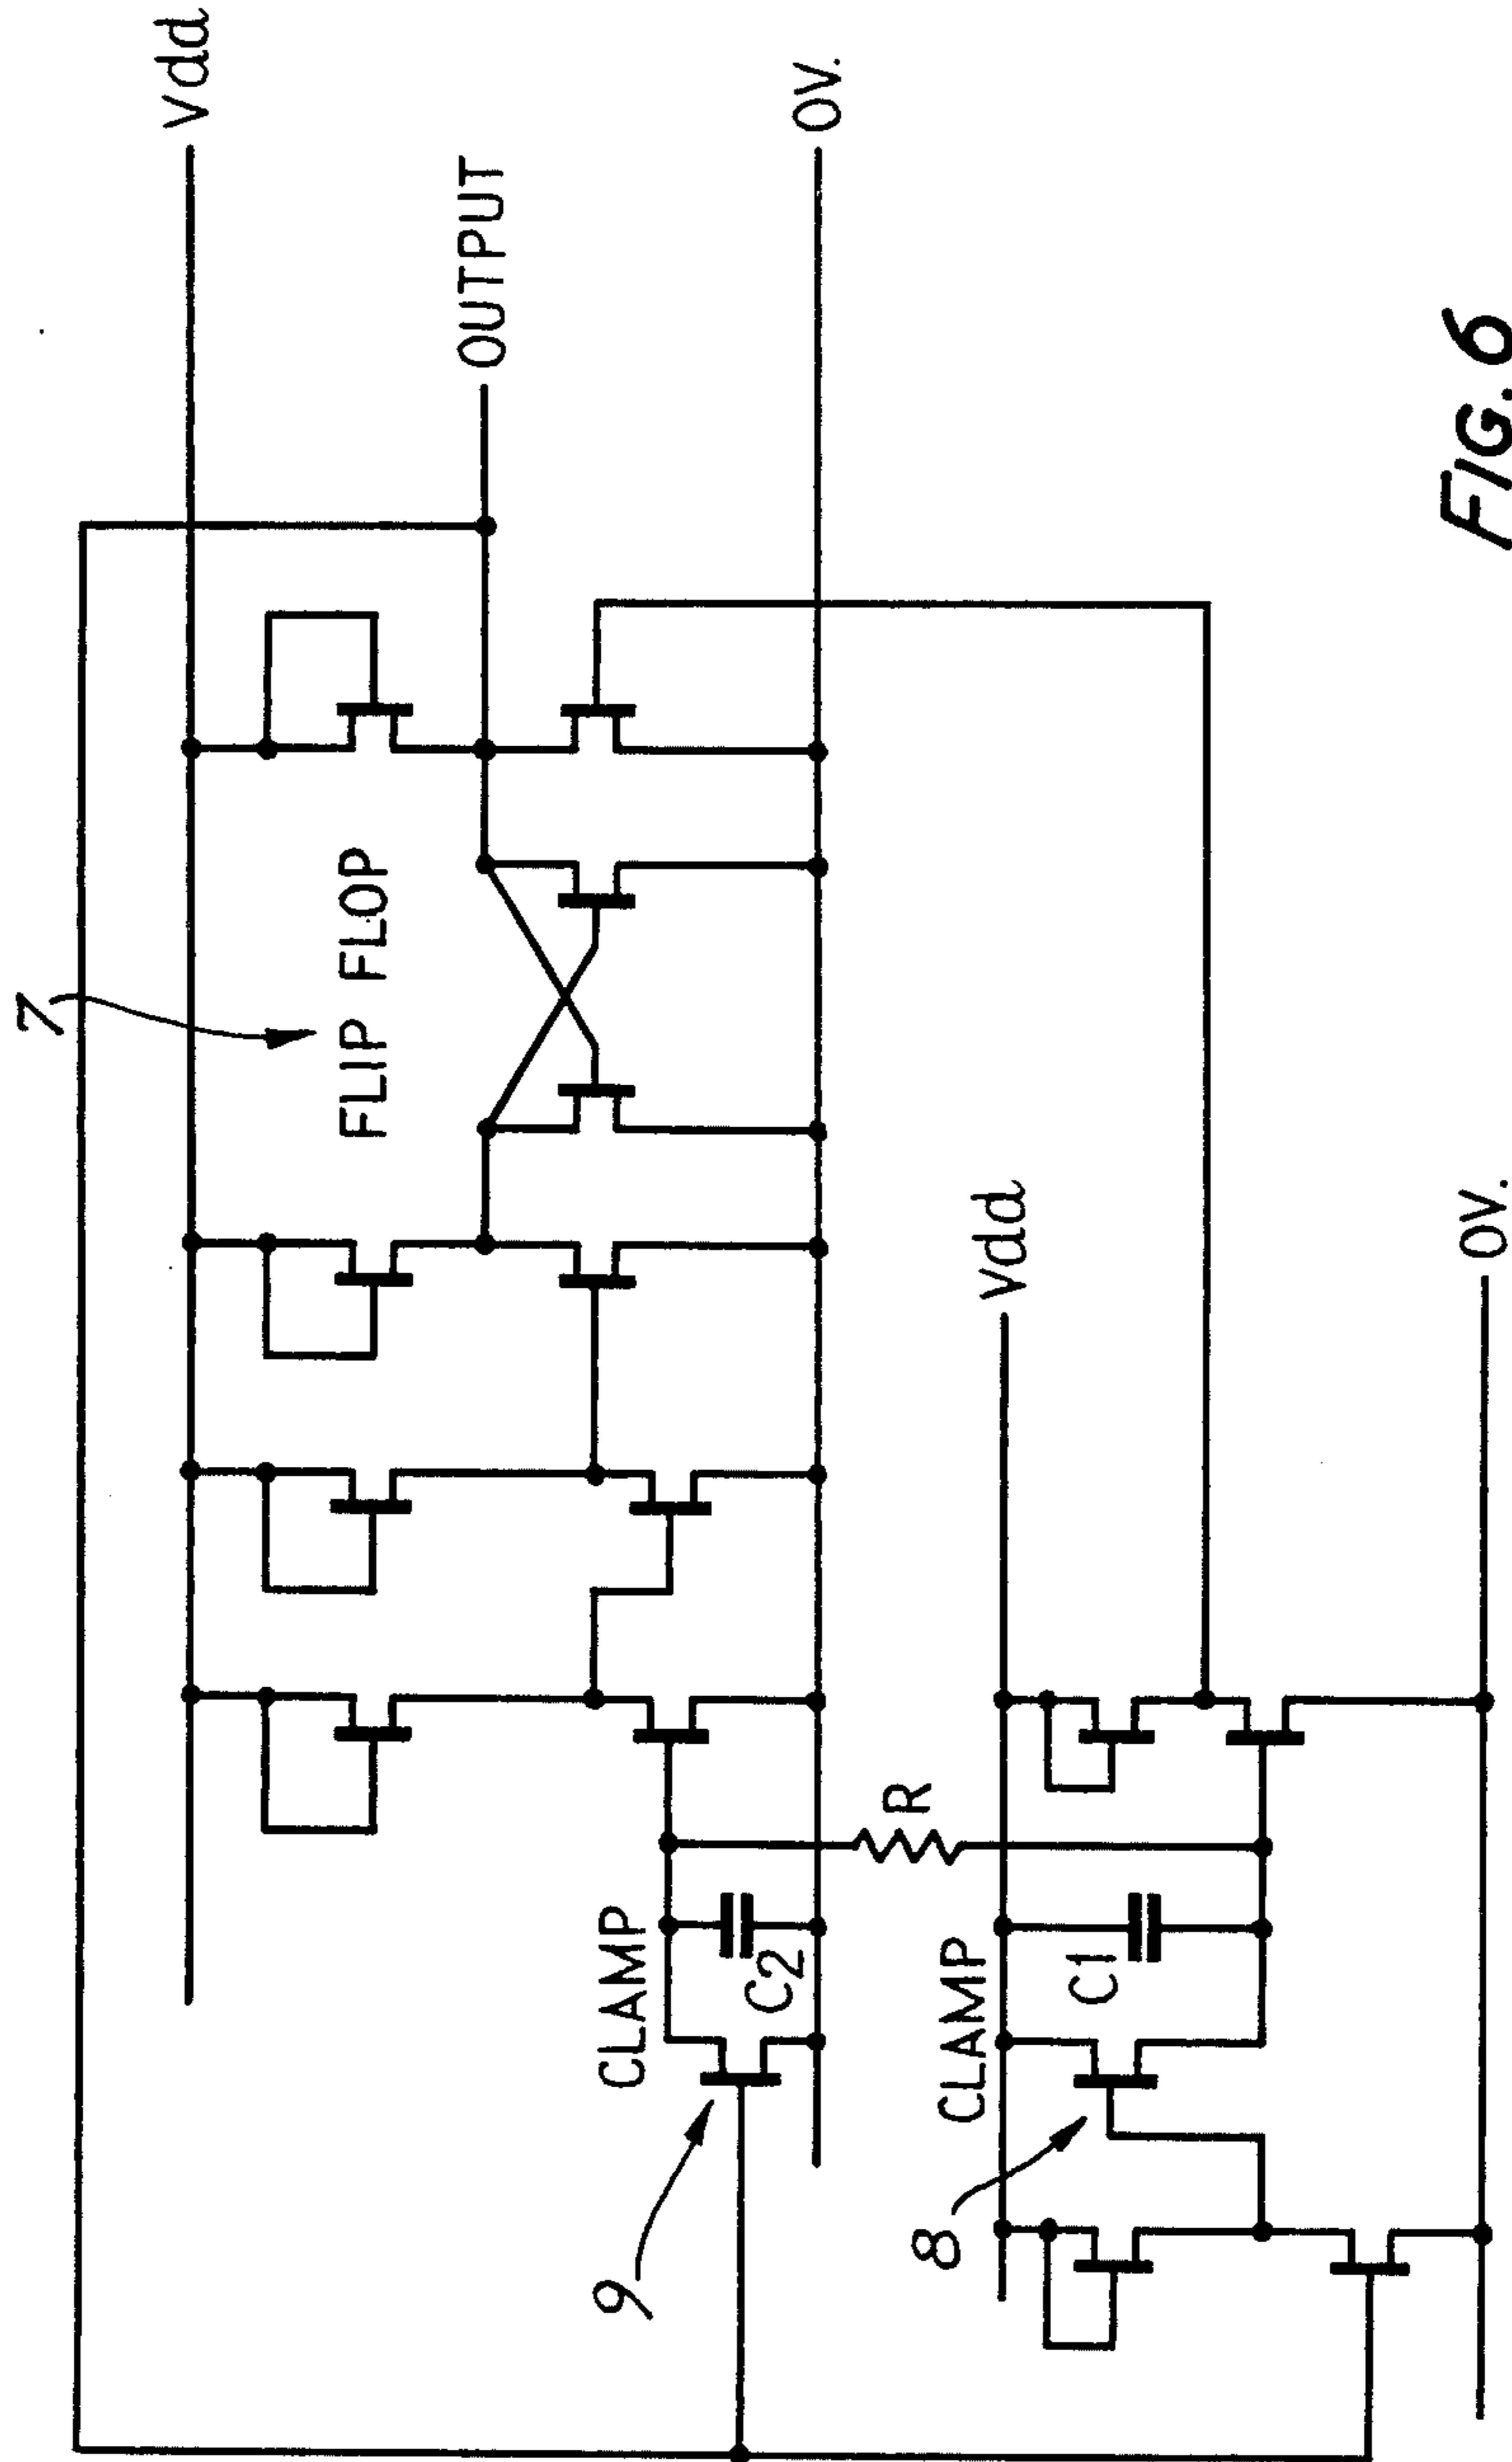 Vdd
7
FLIP FLOP
OUTPUT
CLAMP
9
C2
0V.
R
Vdd
CLAMP
8
C1
0V.
FIG. 6